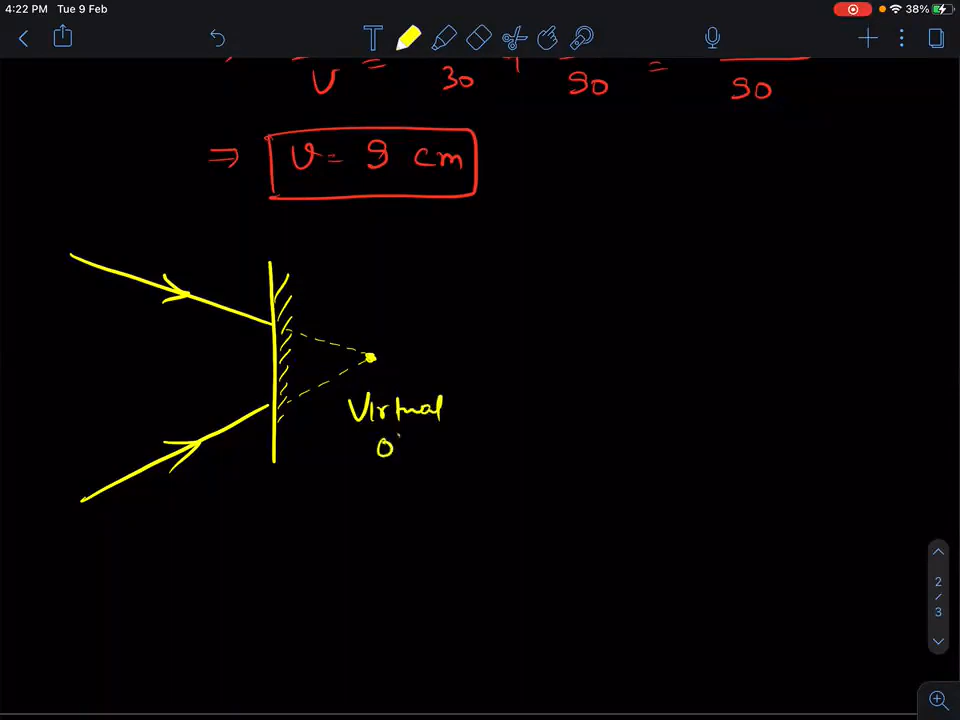 4:22 PM Tue 9 Feb
38%
T
V = 30 + 90 = 90
⇒ V = 9 cm
Virtual
O
2
/
3